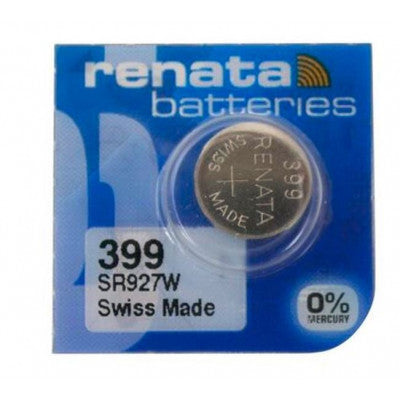 renata
batteries
SWISS
MADE
+
RENATA
399
399
SR927W
Swiss Made
0%
MERCURY